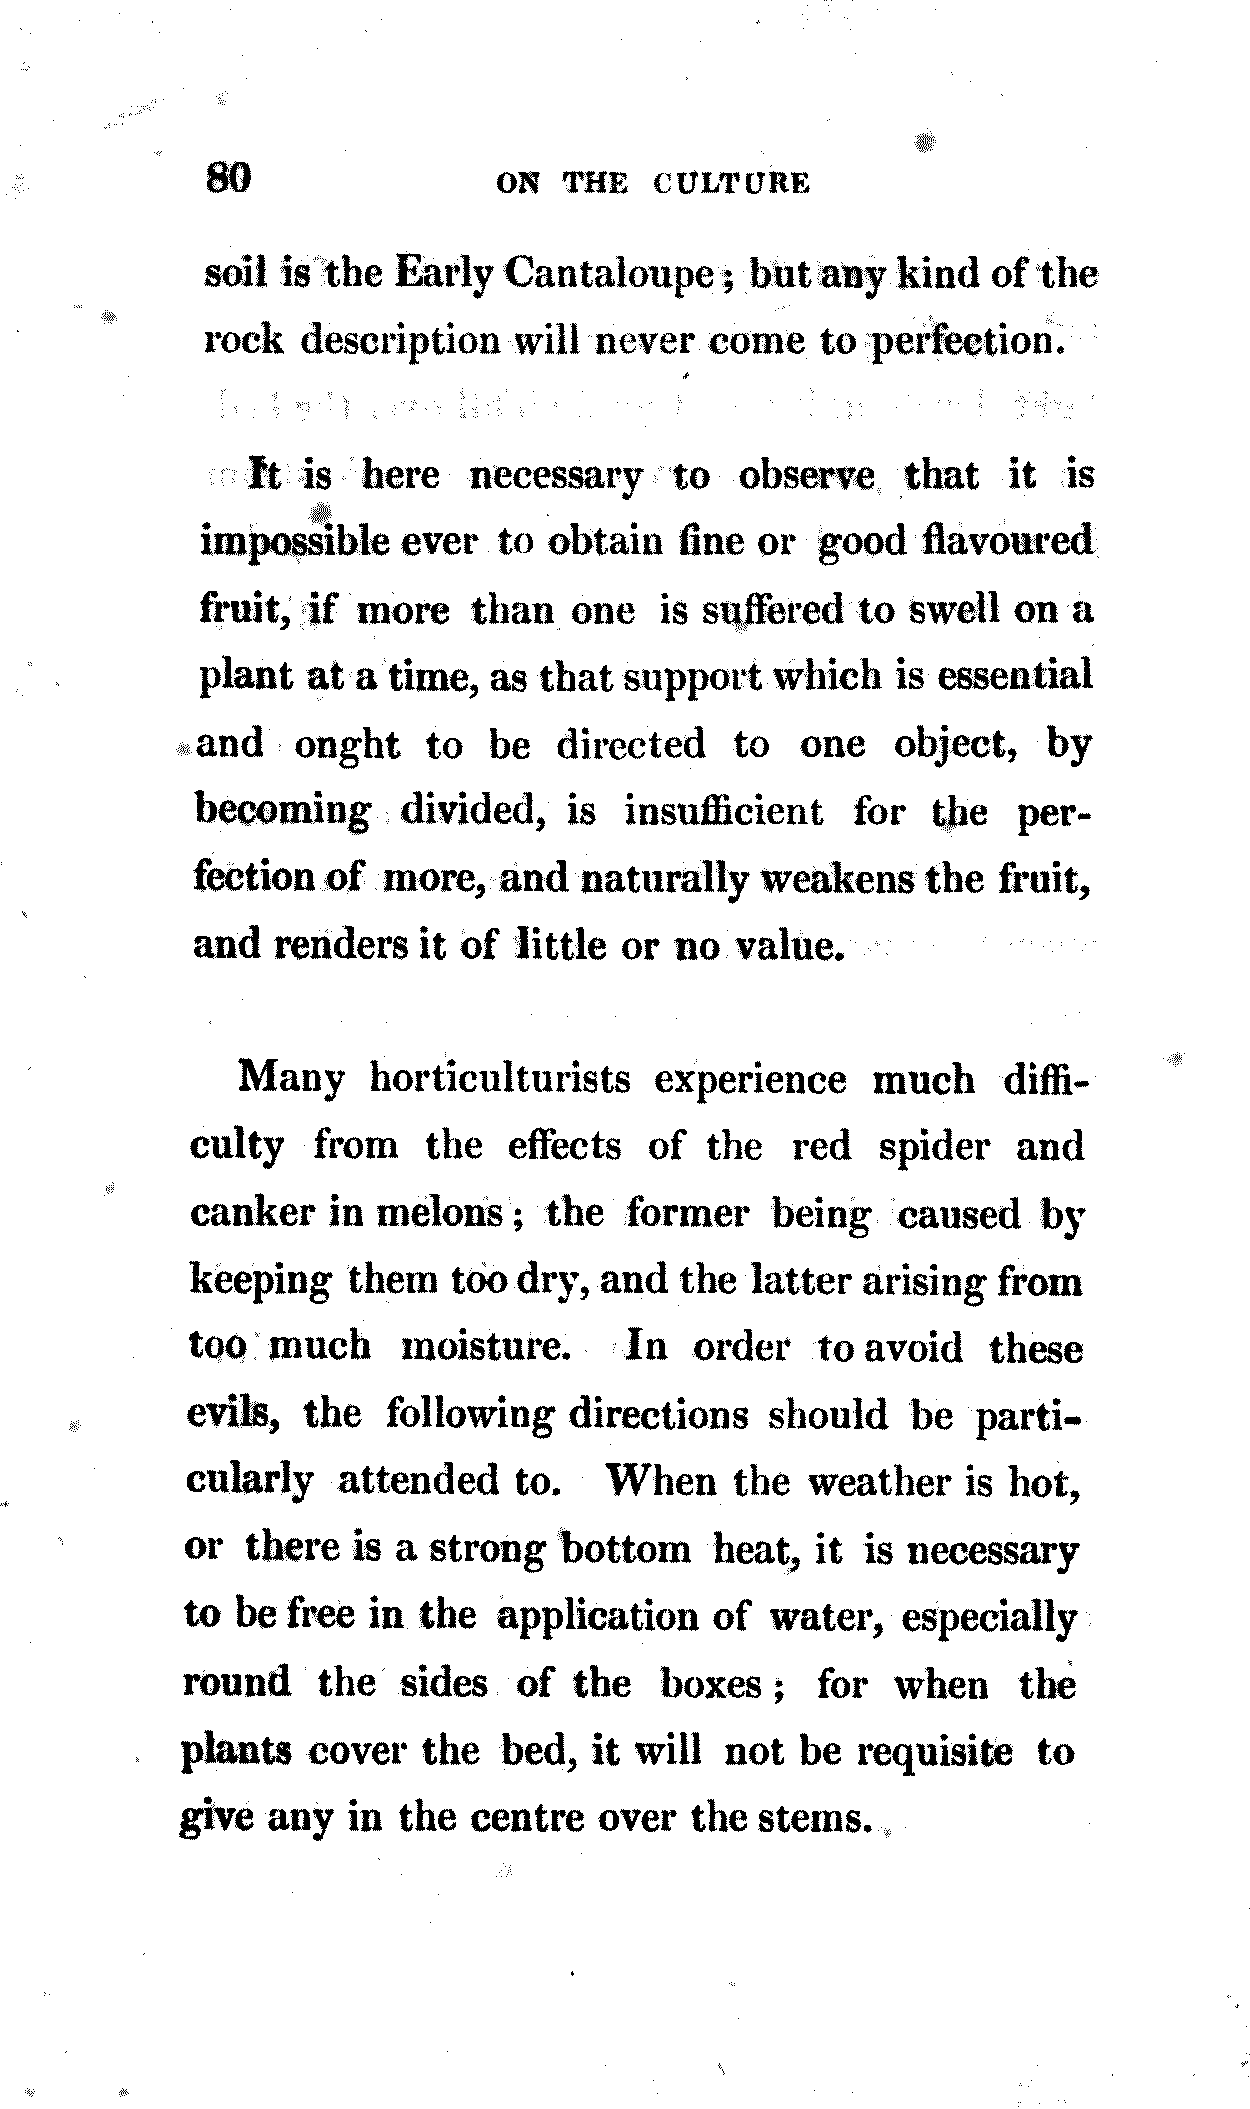 80 ON THE CULTURE
soil is the Early Cantaloupe; but any kind of the
rock description will never come to perfection.
It is here necessary to observe that it is
impossible ever to obtain fine or good flavoured
fruit, if more than one is suffered to swell on a
plant at a time, as that support which is essential
and onght to be directed to one object, by
becoming divided, is insufficient for the per-
fection of more, and naturally weakens the fruit,
and renders it of little or no value.
Many horticulturists experience much diffi-
culty from the effects of the red spider and
canker in melons; the former being caused by
keeping them too dry, and the latter arising from
too much moisture. In order to avoid these
evils, the following directions should be parti-
cularly attended to. When the weather is hot,
or there is a strong bottom heat, it is necessary
to be free in the application of water, especially
round the sides of the boxes; for when the
plants cover the bed, it will not be requisite to
give any in the centre over the stems.